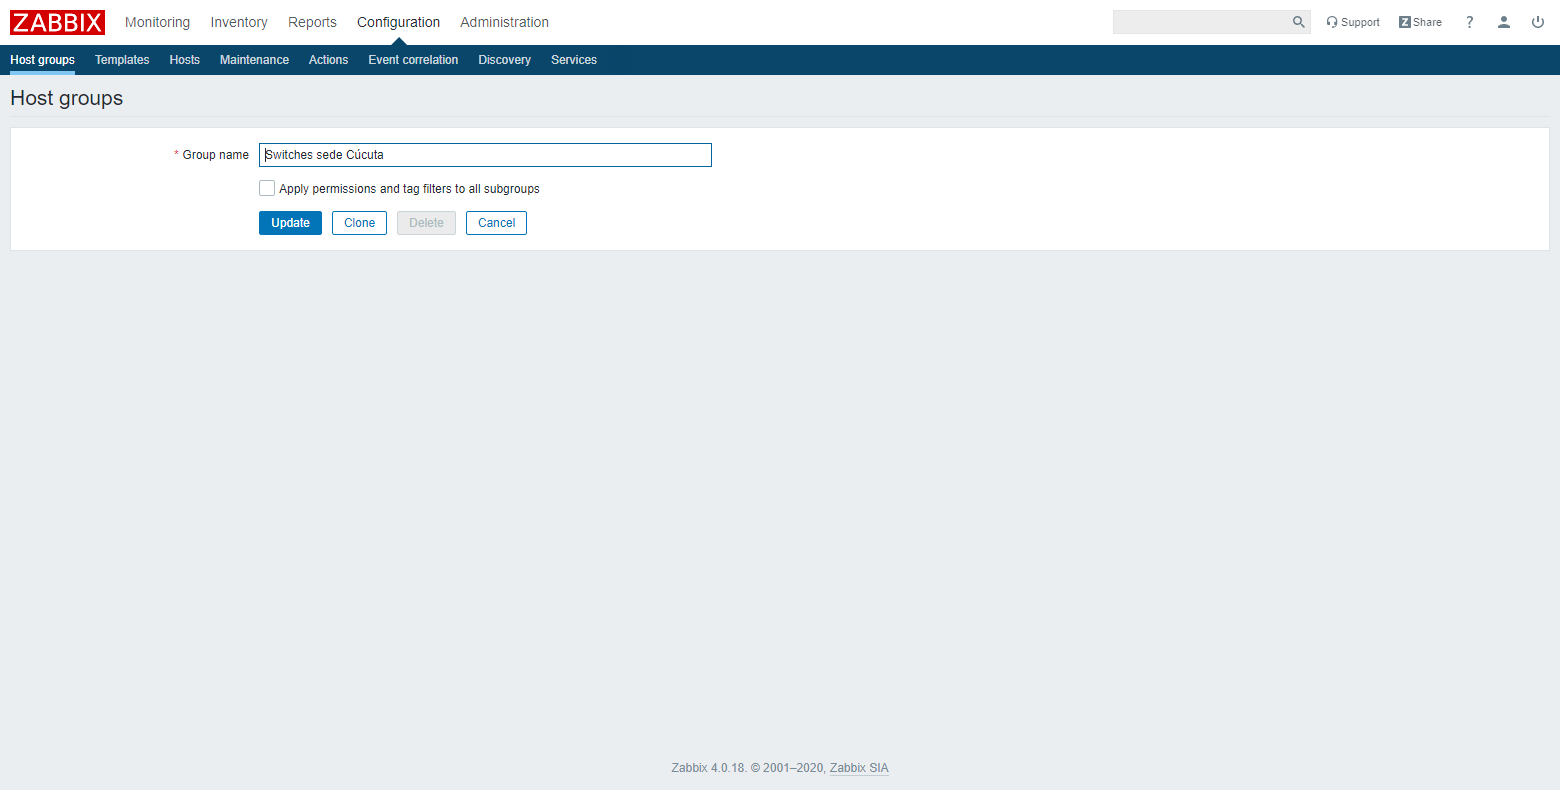 ZABBIX Monitoring Inventory Reports Configuration Administration Support Z Share ?
Host groups Templates Hosts Maintenance Actions Event correlation Discovery Services
Host groups
* Group name Switches sede Cúcuta
Apply permissions and tag filters to all subgroups
Update Clone Delete Cancel
Zabbix 4.0.18. © 2001–2020, Zabbix SIA